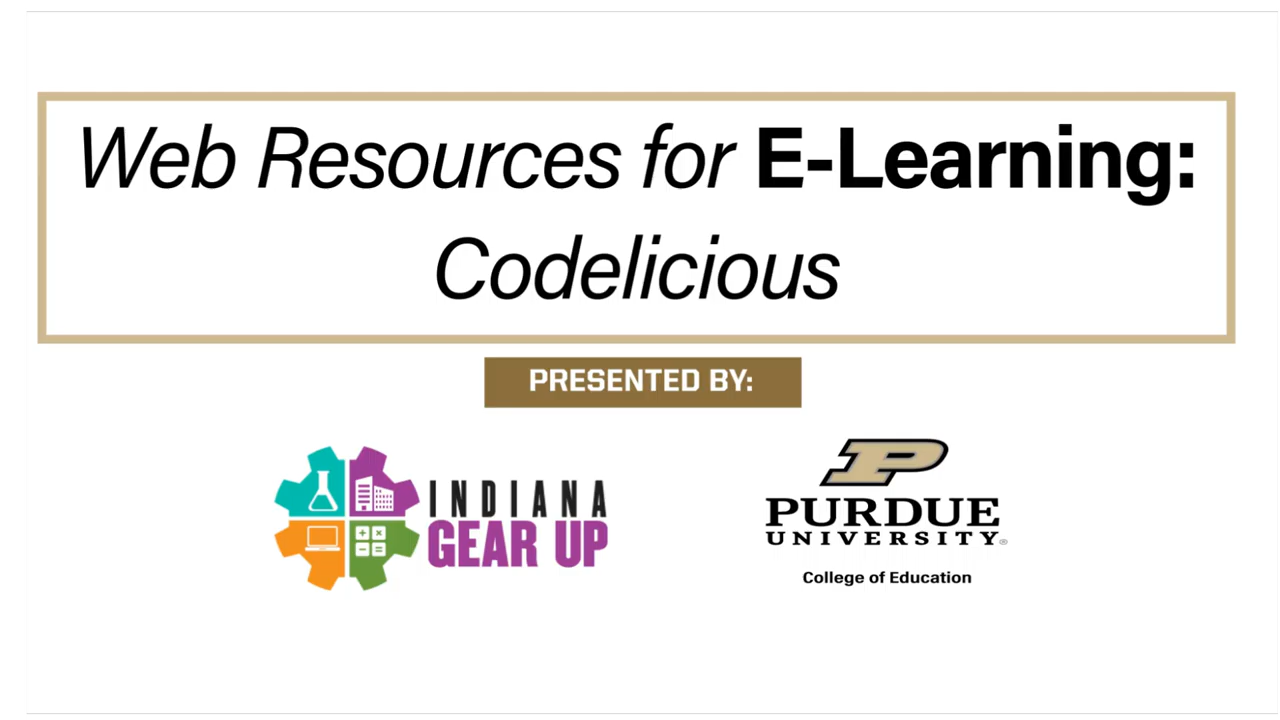 Web Resources for E-Learning:
Codelicious
PRESENTED BY:
INDIANA
GEAR UP
PURDUE
UNIVERSITY®
College of Education